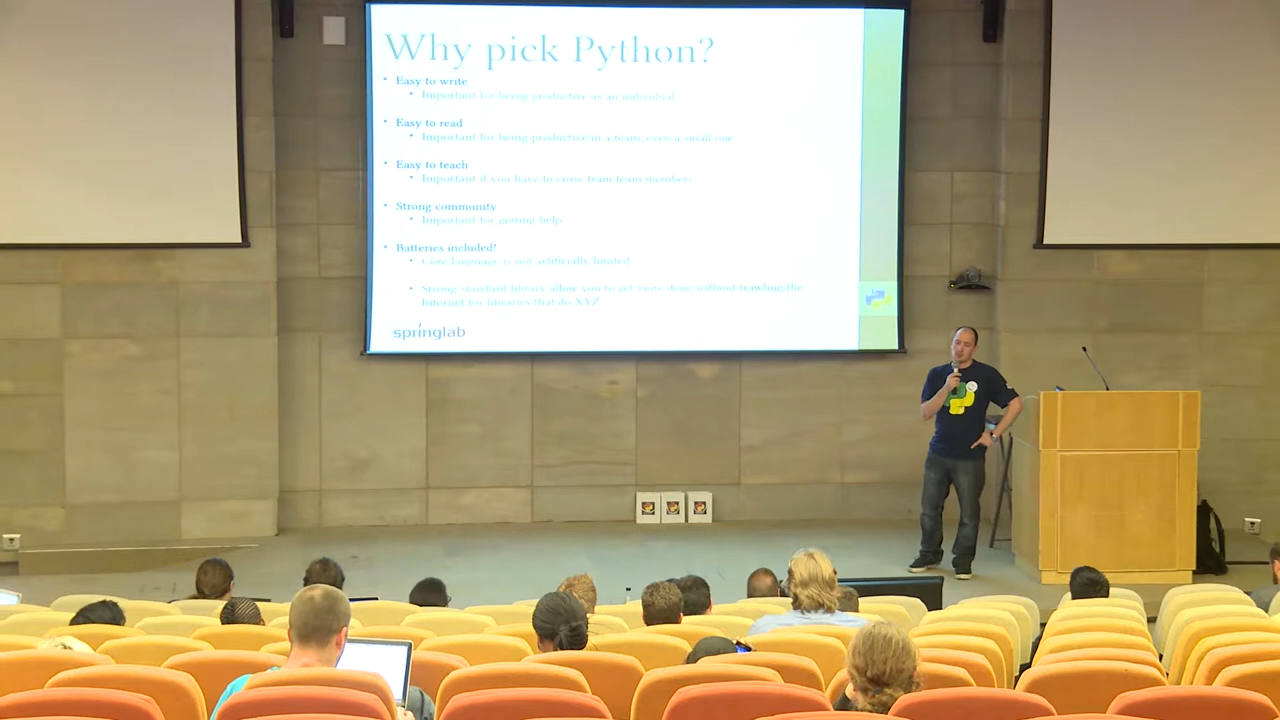 Why pick Python?
• Easy to write
• Important for being productive as an individual
• Easy to read
• Important for being productive in a team, even a small one
• Easy to teach
• Important if you have to cross-train team members
• Strong community
• Important for getting help
• Batteries included!
• Core language is not artificially limited
• Strong standard library allow you to get more done without trawling the
Internet for libraries that do XYZ
springlab